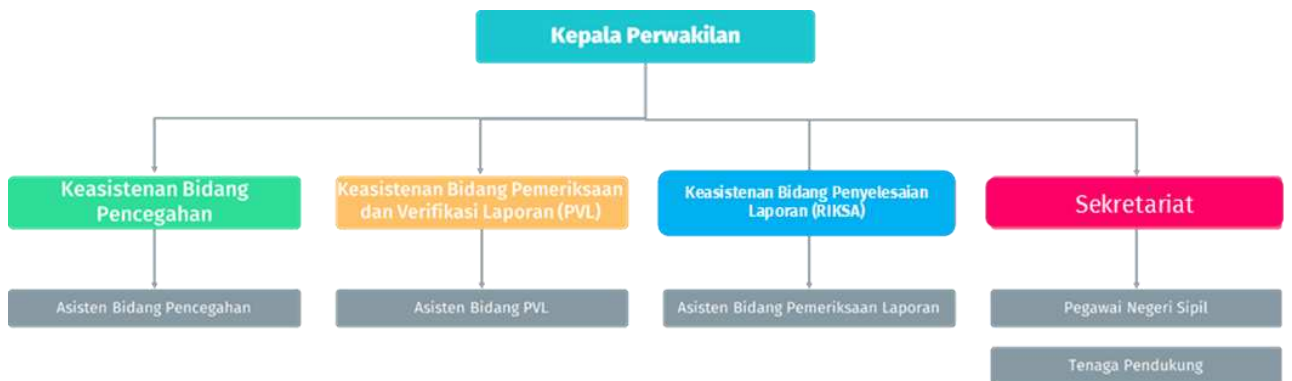 Kepala Perwakilan
Keasistenan Bidang
Pencegahan
Keasistenan Bidang Pemeriksaan
dan Verifikasi Laporan (PVL)
Keasistenan Bidang Penyelesaian
Laporan (RIKSA)
Sekretariat
Asisten Bidang Pencegahan
Asisten Bidang PVL
Asisten Bidang Pemeriksaan Laporan
Pegawai Negeri Sipil
Tenaga Pendukung